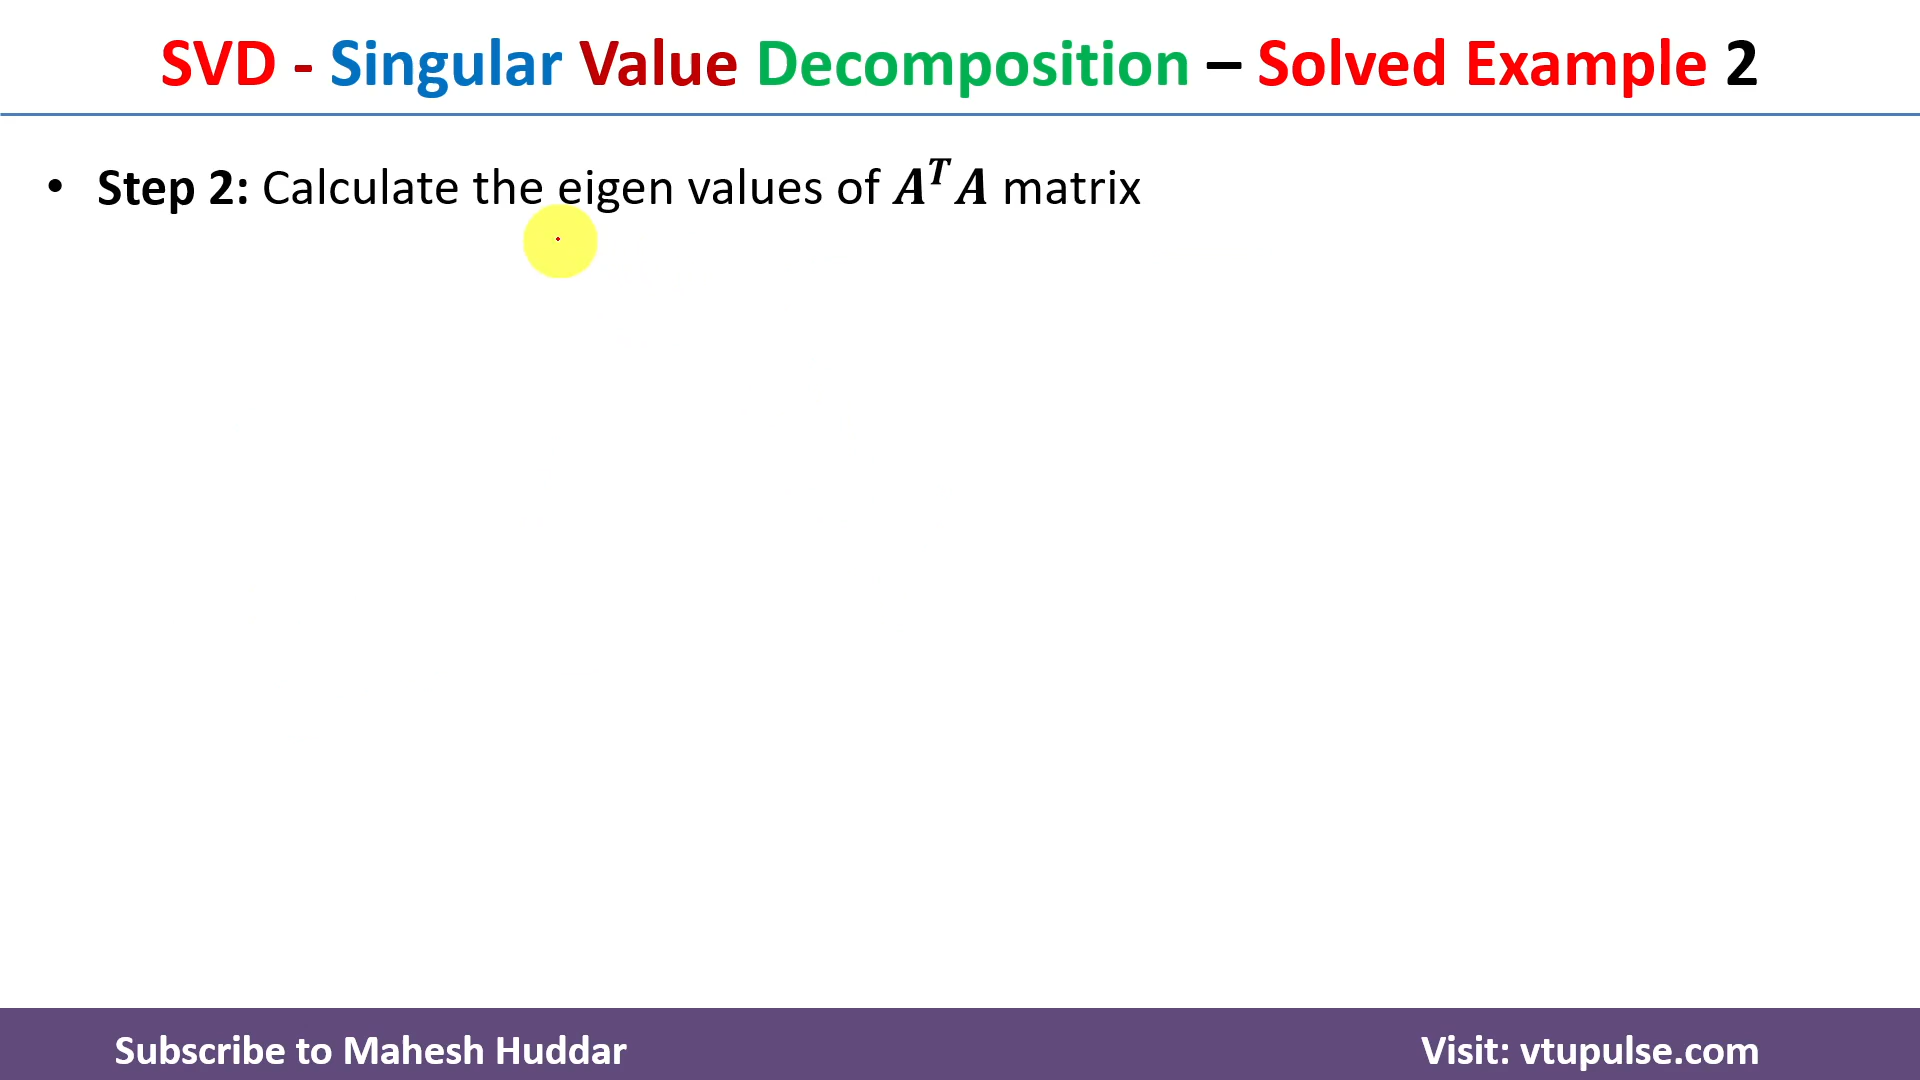 SVD - Singular Value Decomposition – Solved Example 2
• Step 2: Calculate the eigen values of 𝑨ᵀ𝑨 matrix
Subscribe to Mahesh Huddar
Visit: vtupulse.com